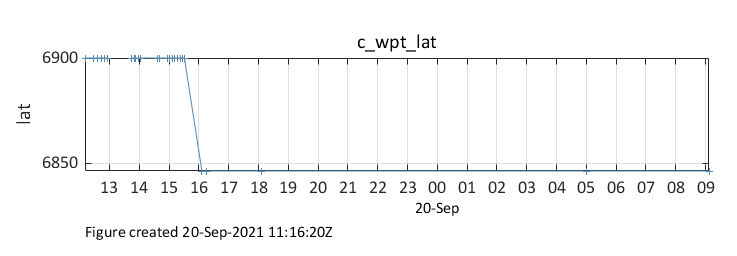 c_wpt_lat
6900
lat
6850
13 14 15 16 17 18 19 20 21 22 23 00 01 02 03 04 05 06 07 08 09
20-Sep
Figure created 20-Sep-2021 11:16:20Z